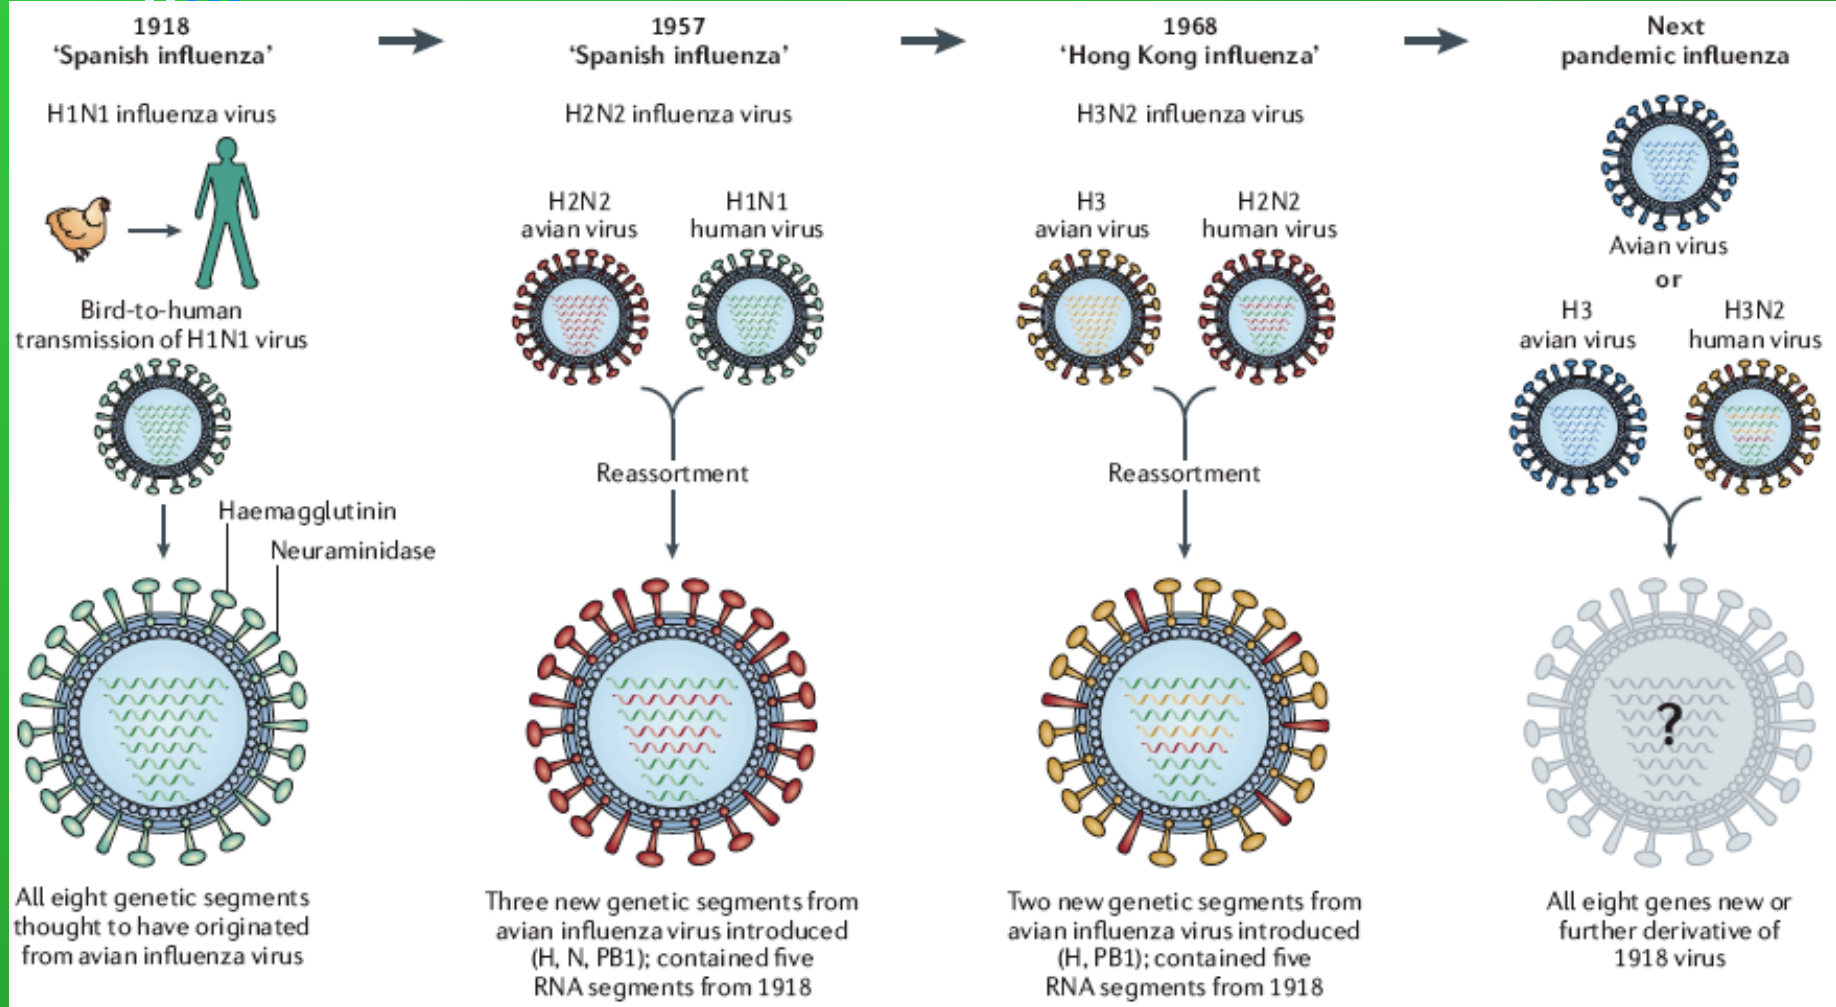 1918
‘Spanish influenza’
H1N1 influenza virus
Bird-to-human
transmission of H1N1 virus
Haemagglutinin
Neuraminidase
All eight genetic segments
thought to have originated
from avian influenza virus
1957
‘Spanish influenza’
H2N2 influenza virus
H2N2
avian virus
H1N1
human virus
Reassortment
Three new genetic segments from
avian influenza virus introduced
(H, N, PB1); contained five
RNA segments from 1918
1968
‘Hong Kong influenza’
H3N2 influenza virus
H3
avian virus
H2N2
human virus
Reassortment
Two new genetic segments from
avian influenza virus introduced
(H, PB1); contained five
RNA segments from 1918
Next
pandemic influenza
Avian virus
or
H3
avian virus
H3N2
human virus
?
All eight genes new or
further derivative of
1918 virus